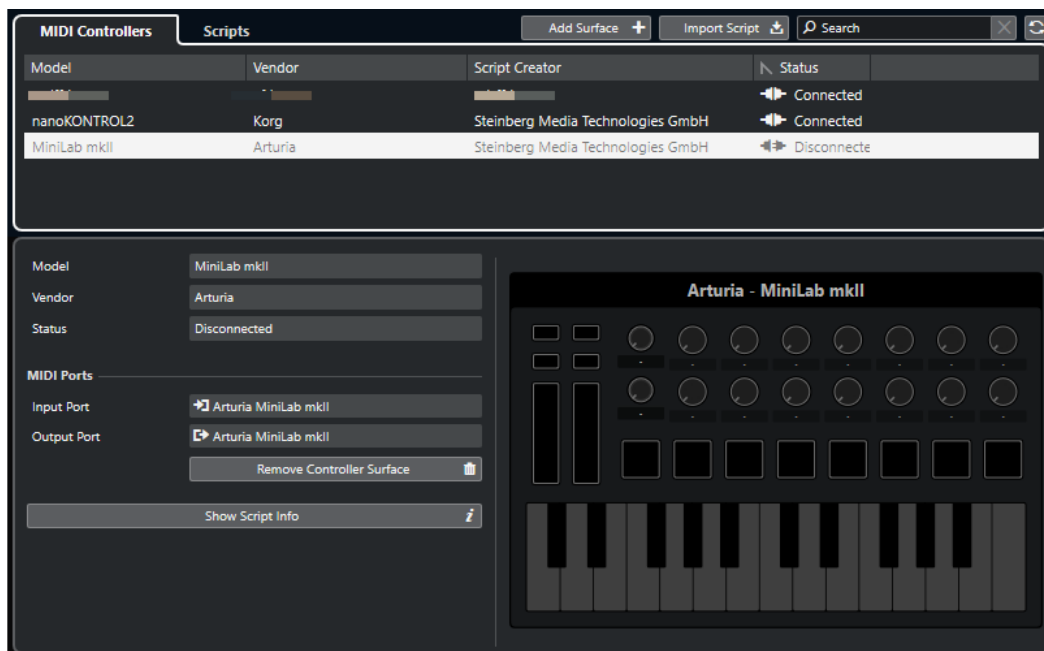 MIDI Controllers Scripts Add Surface Import Script Search
Model Vendor Script Creator Status
Connected
nanoKONTROL2 Korg Steinberg Media Technologies GmbH Connected
MiniLab mkII Arturia Steinberg Media Technologies GmbH Disconnecte
Model MiniLab mkII
Arturia - MiniLab mkII
Vendor Arturia
Status Disconnected
MIDI Ports
Input Port Arturia MiniLab mkII
Output Port Arturia MiniLab mkII
Remove Controller Surface
Show Script Info i